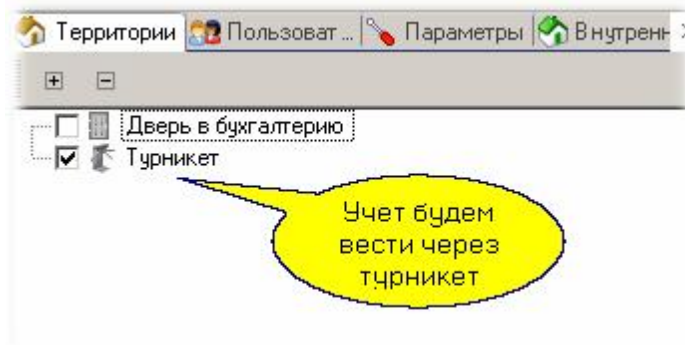 Территории Пользоват ... Параметры Внутренн
Дверь в бухгалтерию
Турникет
Учет будем
вести через
турникет